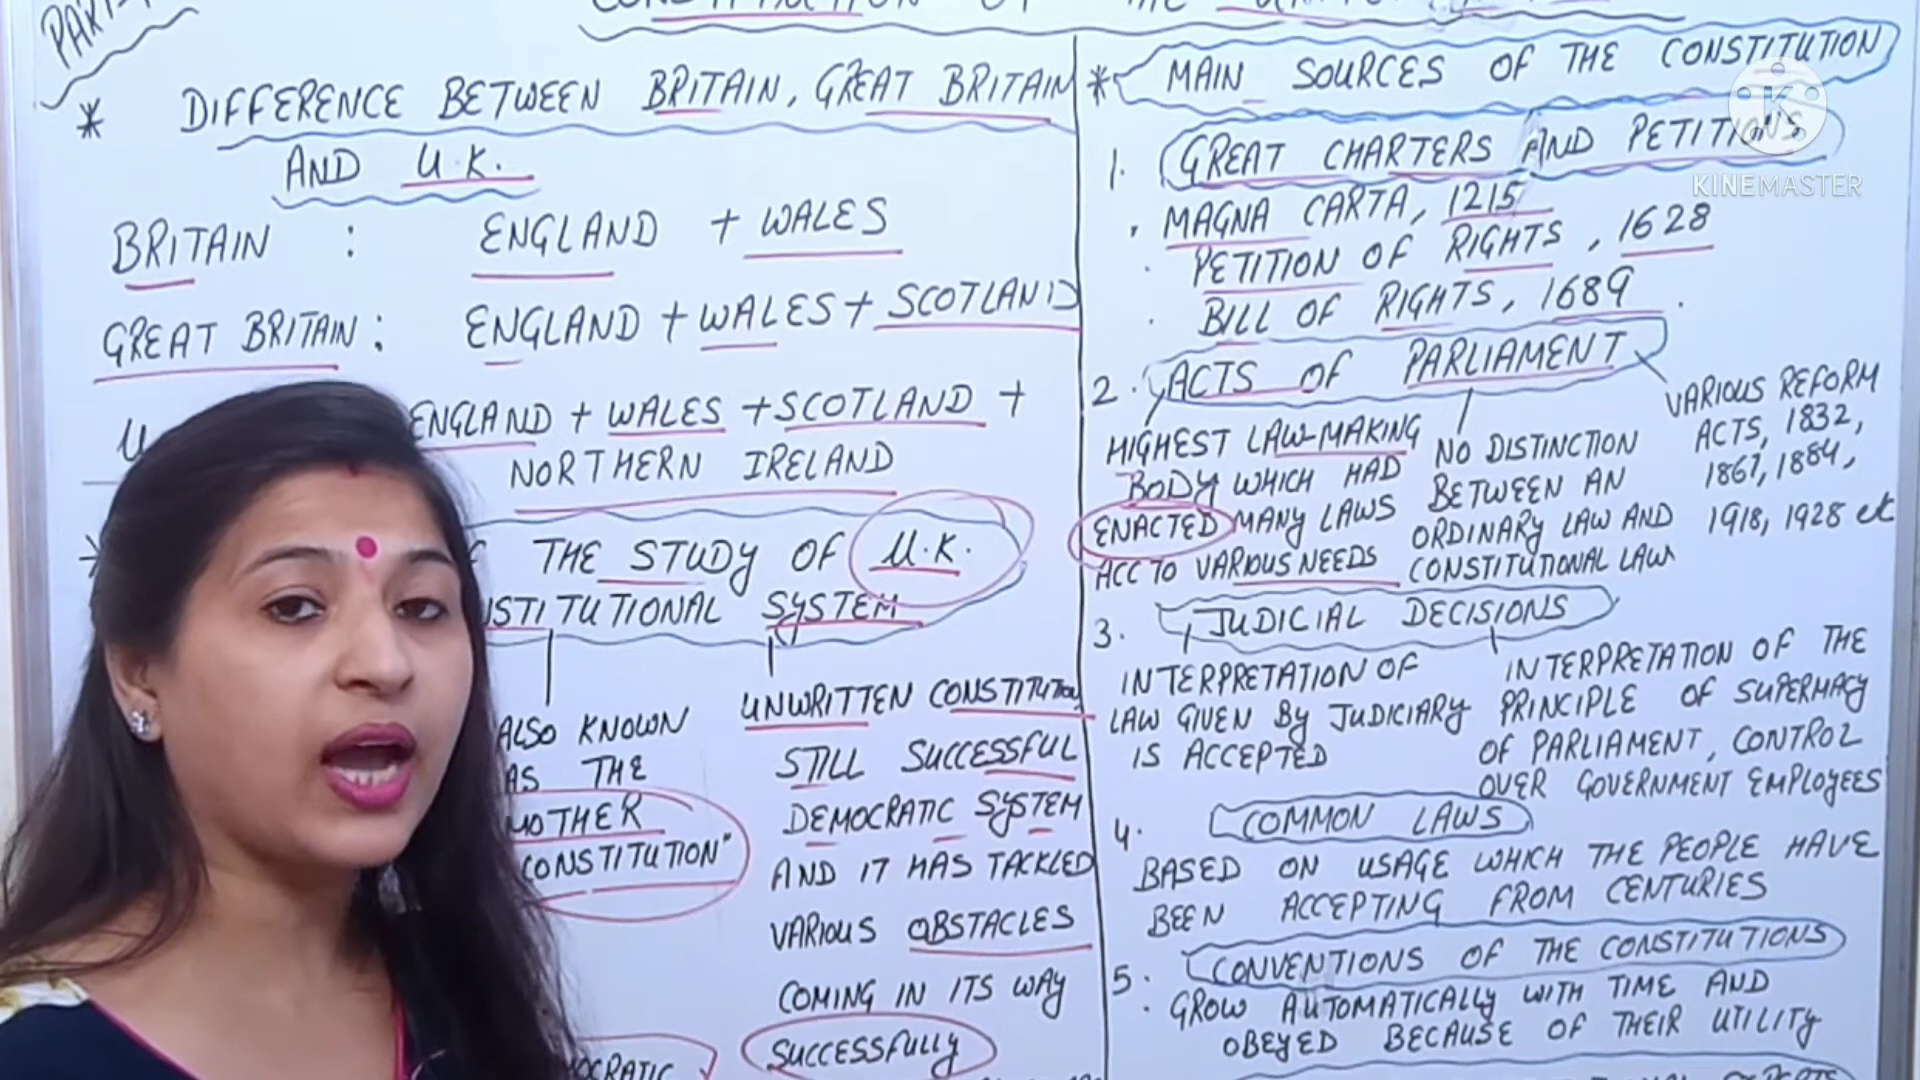 CONSTITUTION OF THE
* DIFFERENCE BETWEEN BRITAIN, GREAT BRITAIN
AND U.K.
BRITAIN : ENGLAND + WALES
GREAT BRITAIN : ENGLAND + WALES + SCOTLAND
U
ENGLAND + WALES + SCOTLAND +
NORTHERN IRELAND
* THE STUDY OF U.K.
STITUTIONAL SYSTEM
ALSO KNOWN
AS THE
MOTHER
CONSTITUTION"
UNWRITTEN CONSTITUTION
STILL SUCCESSFUL
DEMOCRATIC SYSTEM
AND IT HAS TACKLED
VARIOUS OBSTACLES
COMING IN ITS WAY
SUCCESSFULLY
OCRATIC
* MAIN SOURCES OF THE CONSTITUTION
1. GREAT CHARTERS AND PETITIONS
. MAGNA CARTA, 1215
. PETITION OF RIGHTS, 1628
. BILL OF RIGHTS, 1689.
2. ACTS OF PARLIAMENT
HIGHEST LAW-MAKING
BODY WHICH HAD
ENACTED MANY LAWS
ACC TO VARIOUS NEEDS
NO DISTINCTION
BETWEEN AN
ORDINARY LAW AND
CONSTITUTIONAL LAW
VARIOUS REFORM
ACTS, 1832,
1867, 1884,
1918, 1928 etc
3. JUDICIAL DECISIONS
INTERPRETATION OF
LAW GIVEN BY JUDICIARY
IS ACCEPTED
INTERPRETATION OF THE
PRINCIPLE OF SUPERMACY
OF PARLIAMENT, CONTROL
OVER GOVERNMENT EMPLOYEES
4. COMMON LAWS
BASED ON USAGE WHICH THE PEOPLE HAVE
BEEN ACCEPTING FROM CENTURIES
5. CONVENTIONS OF THE CONSTITUTIONS
. GROW AUTOMATICALLY WITH TIME AND
OBEYED BECAUSE OF THEIR UTILITY
K
KINEMASTER